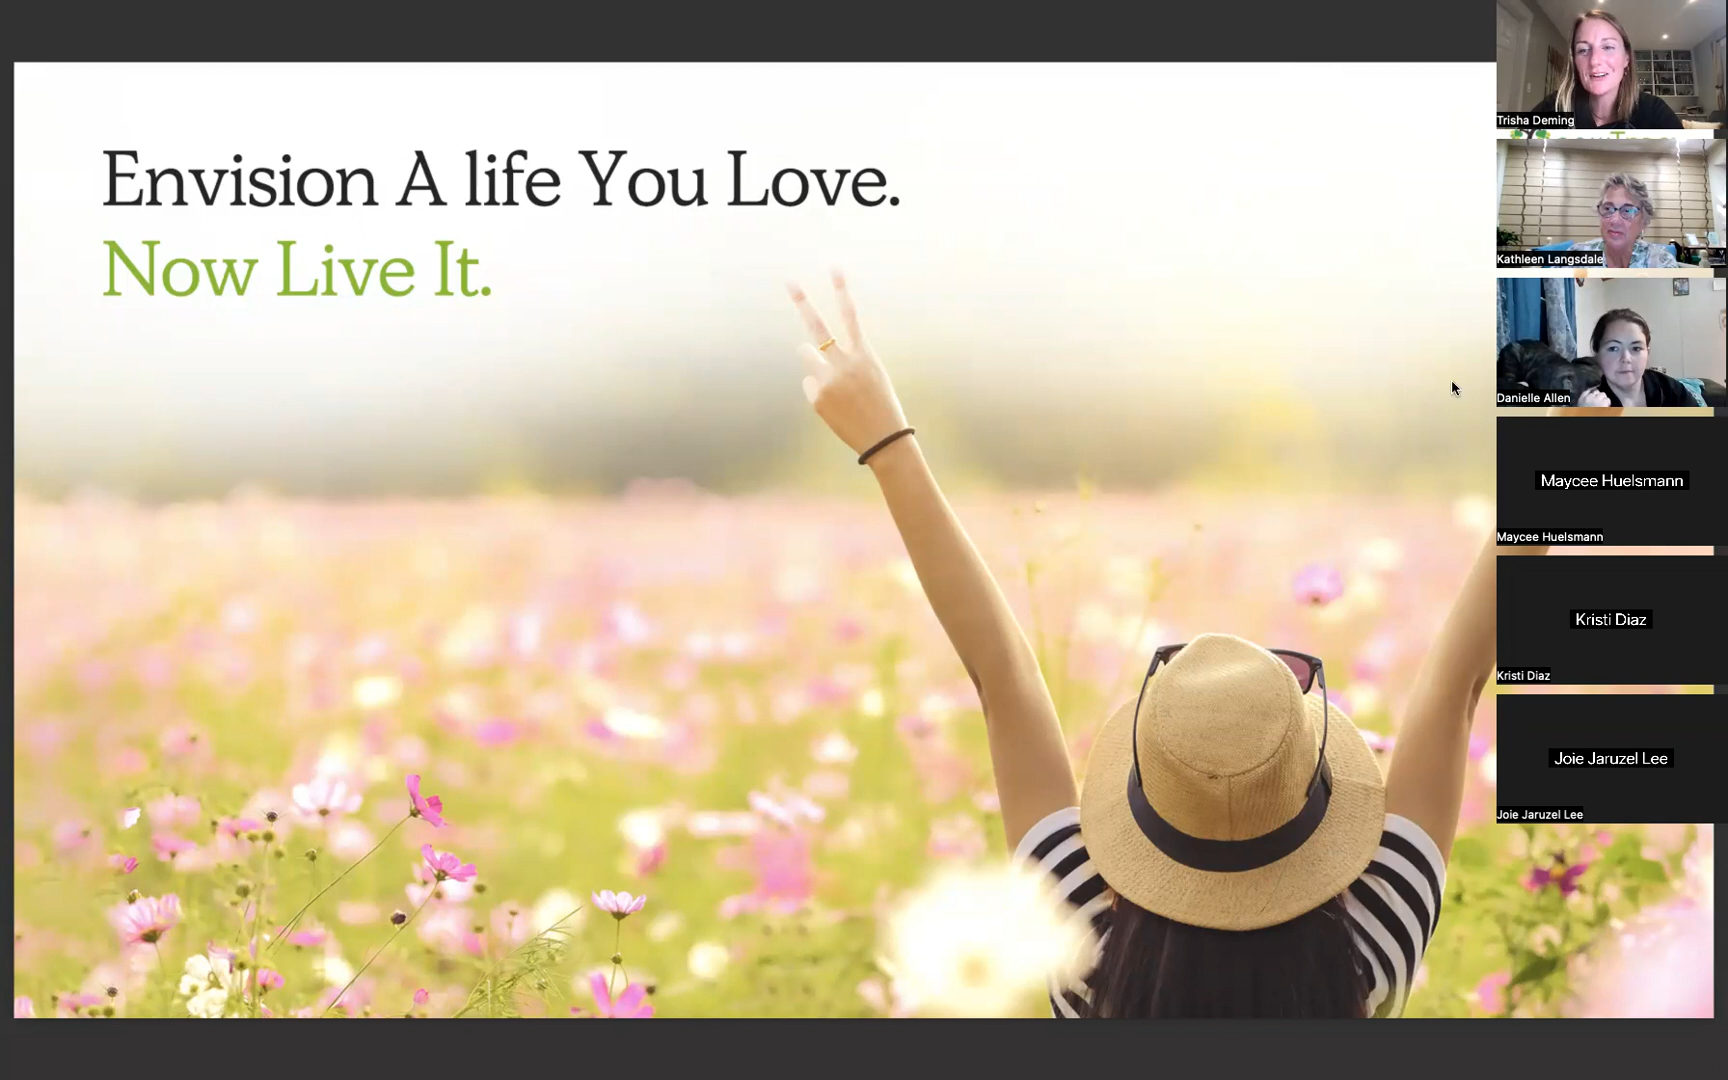 Envision A life You Love.
Now Live It.
Trisha Deming
Kathleen Langsdale
Danielle Allen
Maycee Huelsmann
Maycee Huelsmann
Kristi Diaz
Kristi Diaz
Joie Jaruzel Lee
Joie Jaruzel Lee